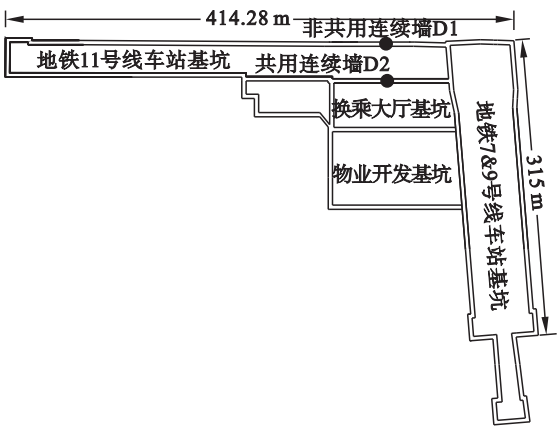 414.28 m
非共用连续墙D1
地铁11号线车站基坑
共用连续墙D2
换乘大厅基坑
物业开发基坑
地铁7&9号线车站基坑
315 m